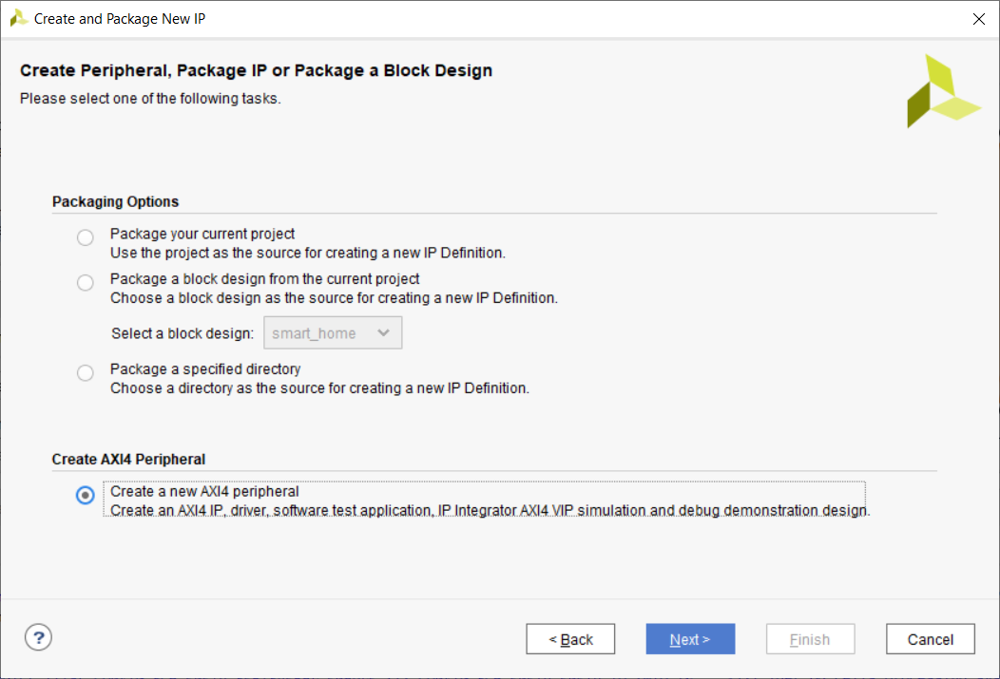 Create and Package New IP
Create Peripheral, Package IP or Package a Block Design
Please select one of the following tasks.
Packaging Options
Package your current project
Use the project as the source for creating a new IP Definition.
Package a block design from the current project
Choose a block design as the source for creating a new IP Definition.
Select a block design: smart_home
Package a specified directory
Choose a directory as the source for creating a new IP Definition.
Create AXI4 Peripheral
Create a new AXI4 peripheral
Create an AXI4 IP, driver, software test application, IP Integrator AXI4 VIP simulation and debug demonstration design.
? < Back Next > Finish Cancel